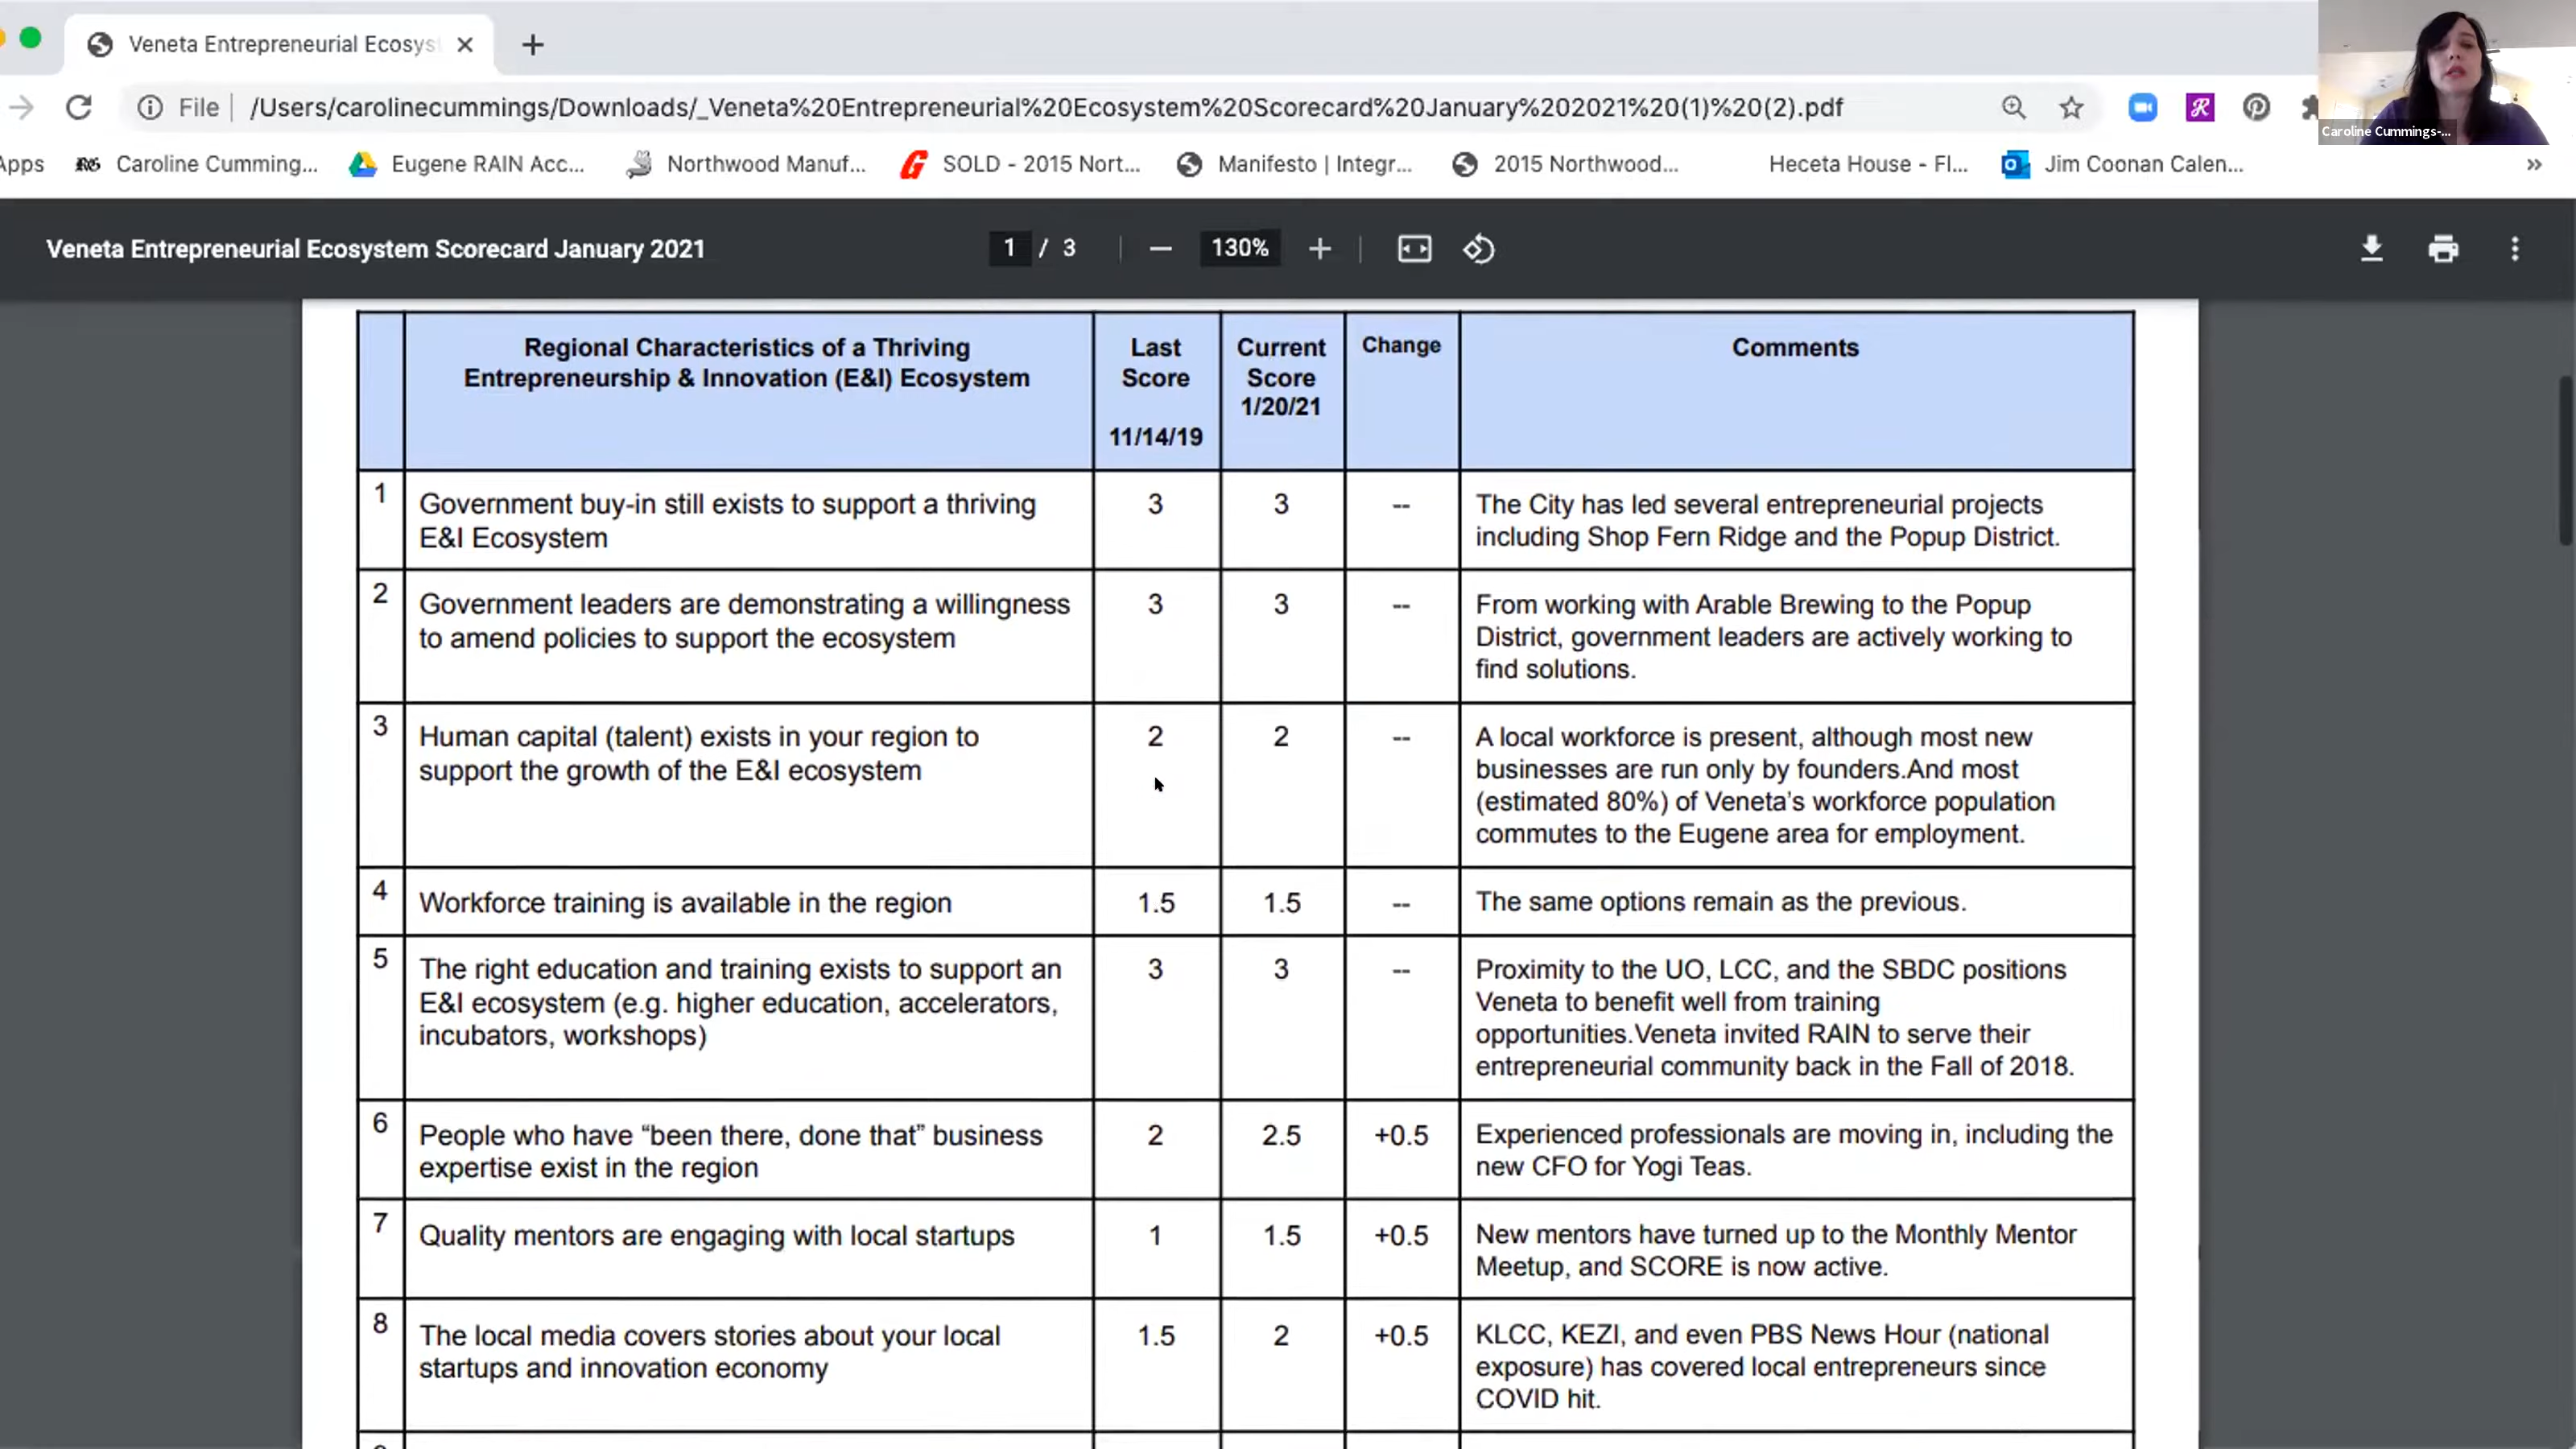 Veneta Entrepreneurial Ecosyst
File
/Users/carolinecummings/Downloads/_Veneta%20Entrepreneurial%20Ecosystem%20Scorecard%20January%202021%20(1)%20(2).pdf
Caroline Cummings-...
Apps
Caroline Cumming...
Eugene RAIN Acc...
Northwood Manuf...
SOLD - 2015 Nort...
Manifesto | Integr...
2015 Northwood...
Heceta House - Fl...
Jim Coonan Calen...
»
Veneta Entrepreneurial Ecosystem Scorecard January 2021
1 / 3
130%
Regional Characteristics of a Thriving
Entrepreneurship & Innovation (E&I) Ecosystem
Last
Score
11/14/19
Current
Score
1/20/21
Change
Comments
1
Government buy-in still exists to support a thriving
E&I Ecosystem
3
3
--
The City has led several entrepreneurial projects
including Shop Fern Ridge and the Popup District.
2
Government leaders are demonstrating a willingness
to amend policies to support the ecosystem
3
3
--
From working with Arable Brewing to the Popup
District, government leaders are actively working to
find solutions.
3
Human capital (talent) exists in your region to
support the growth of the E&I ecosystem
2
2
--
A local workforce is present, although most new
businesses are run only by founders.And most
(estimated 80%) of Veneta's workforce population
commutes to the Eugene area for employment.
4
Workforce training is available in the region
1.5
1.5
--
The same options remain as the previous.
5
The right education and training exists to support an
E&I ecosystem (e.g. higher education, accelerators,
incubators, workshops)
3
3
--
Proximity to the UO, LCC, and the SBDC positions
Veneta to benefit well from training
opportunities.Veneta invited RAIN to serve their
entrepreneurial community back in the Fall of 2018.
6
People who have “been there, done that” business
expertise exist in the region
2
2.5
+0.5
Experienced professionals are moving in, including the
new CFO for Yogi Teas.
7
Quality mentors are engaging with local startups
1
1.5
+0.5
New mentors have turned up to the Monthly Mentor
Meetup, and SCORE is now active.
8
The local media covers stories about your local
startups and innovation economy
1.5
2
+0.5
KLCC, KEZI, and even PBS News Hour (national
exposure) has covered local entrepreneurs since
COVID hit.